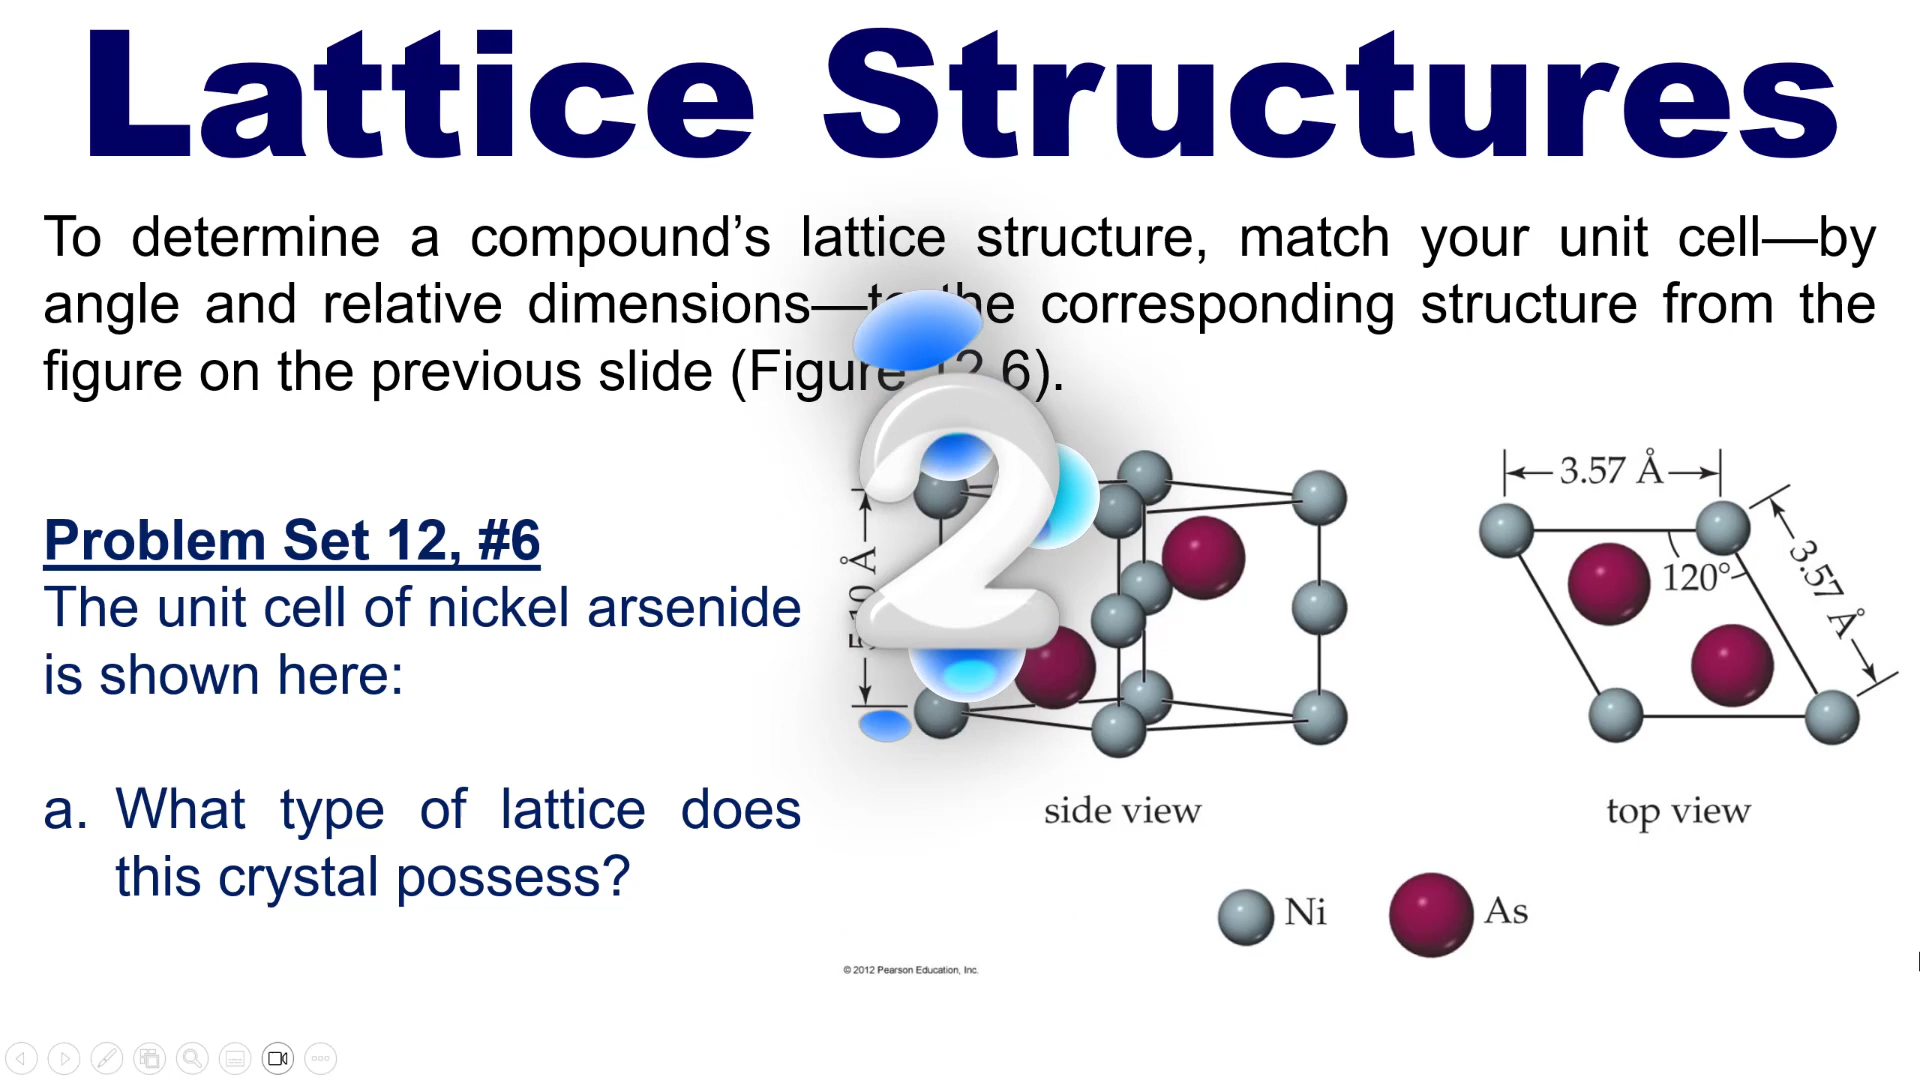 Lattice Structures
To determine a compound’s lattice structure, match your unit cell—by
angle and relative dimensions—to the corresponding structure from the
figure on the previous slide (Figure 12.6).
Problem Set 12, #6
The unit cell of nickel arsenide
is shown here:
a. What type of lattice does
this crystal possess?
2
5.10 Å
side view
3.57 Å
120°
3.57 Å
top view
Ni
As
© 2012 Pearson Education, Inc.